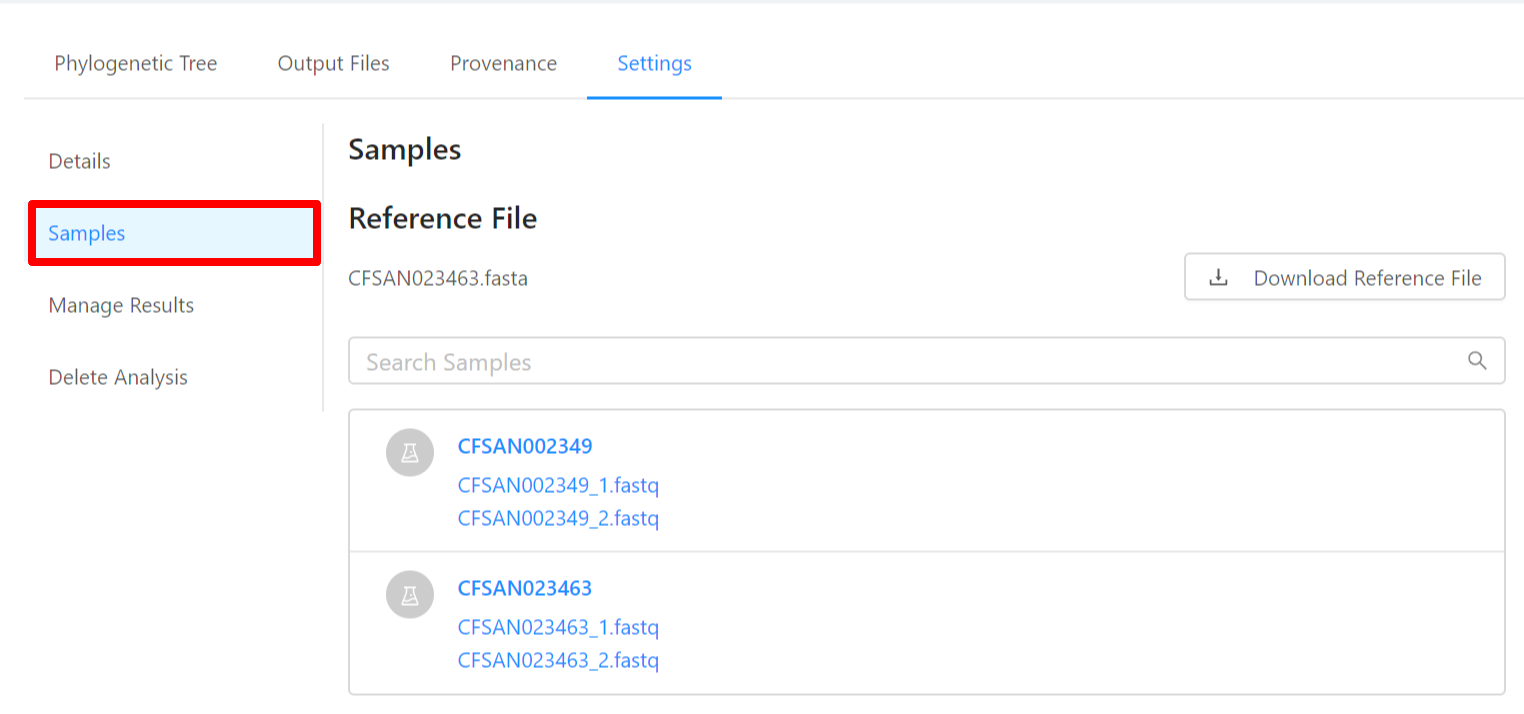 Phylogenetic Tree Output Files Provenance Settings
Details
Samples
Manage Results
Delete Analysis
Samples
Reference File
CFSAN023463.fasta
Download Reference File
Search Samples
CFSAN002349
CFSAN002349_1.fastq
CFSAN002349_2.fastq
CFSAN023463
CFSAN023463_1.fastq
CFSAN023463_2.fastq